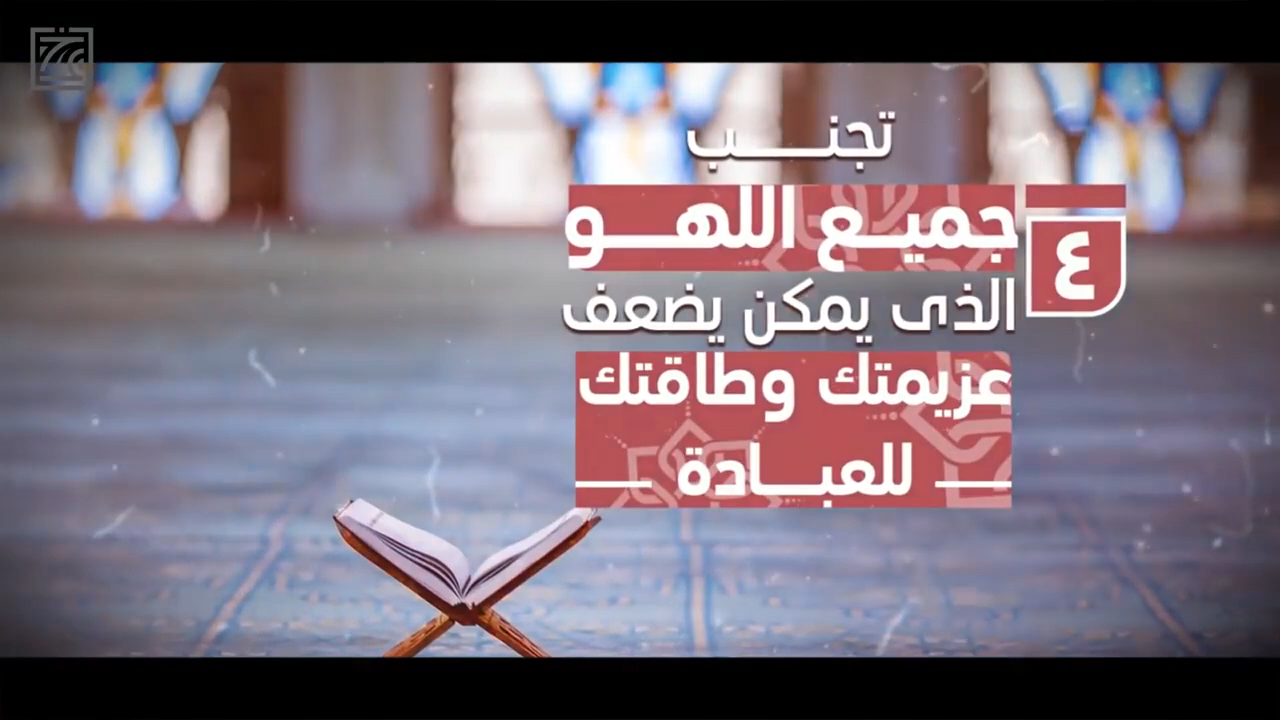 تجنب
جميع اللهو
٤
الذى يمكن يضعف
عزيمتك وطاقتك
للعبادة